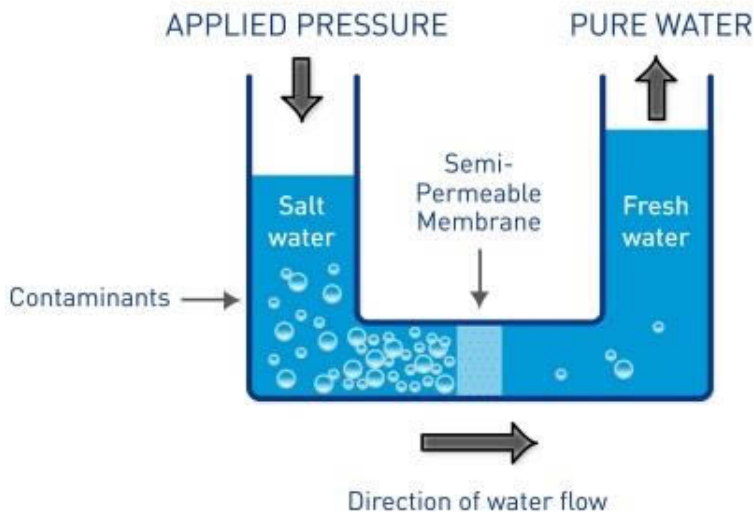 APPLIED PRESSURE
PURE WATER
Semi-
Permeable
Membrane
Salt
water
Fresh
water
Contaminants
Direction of water flow